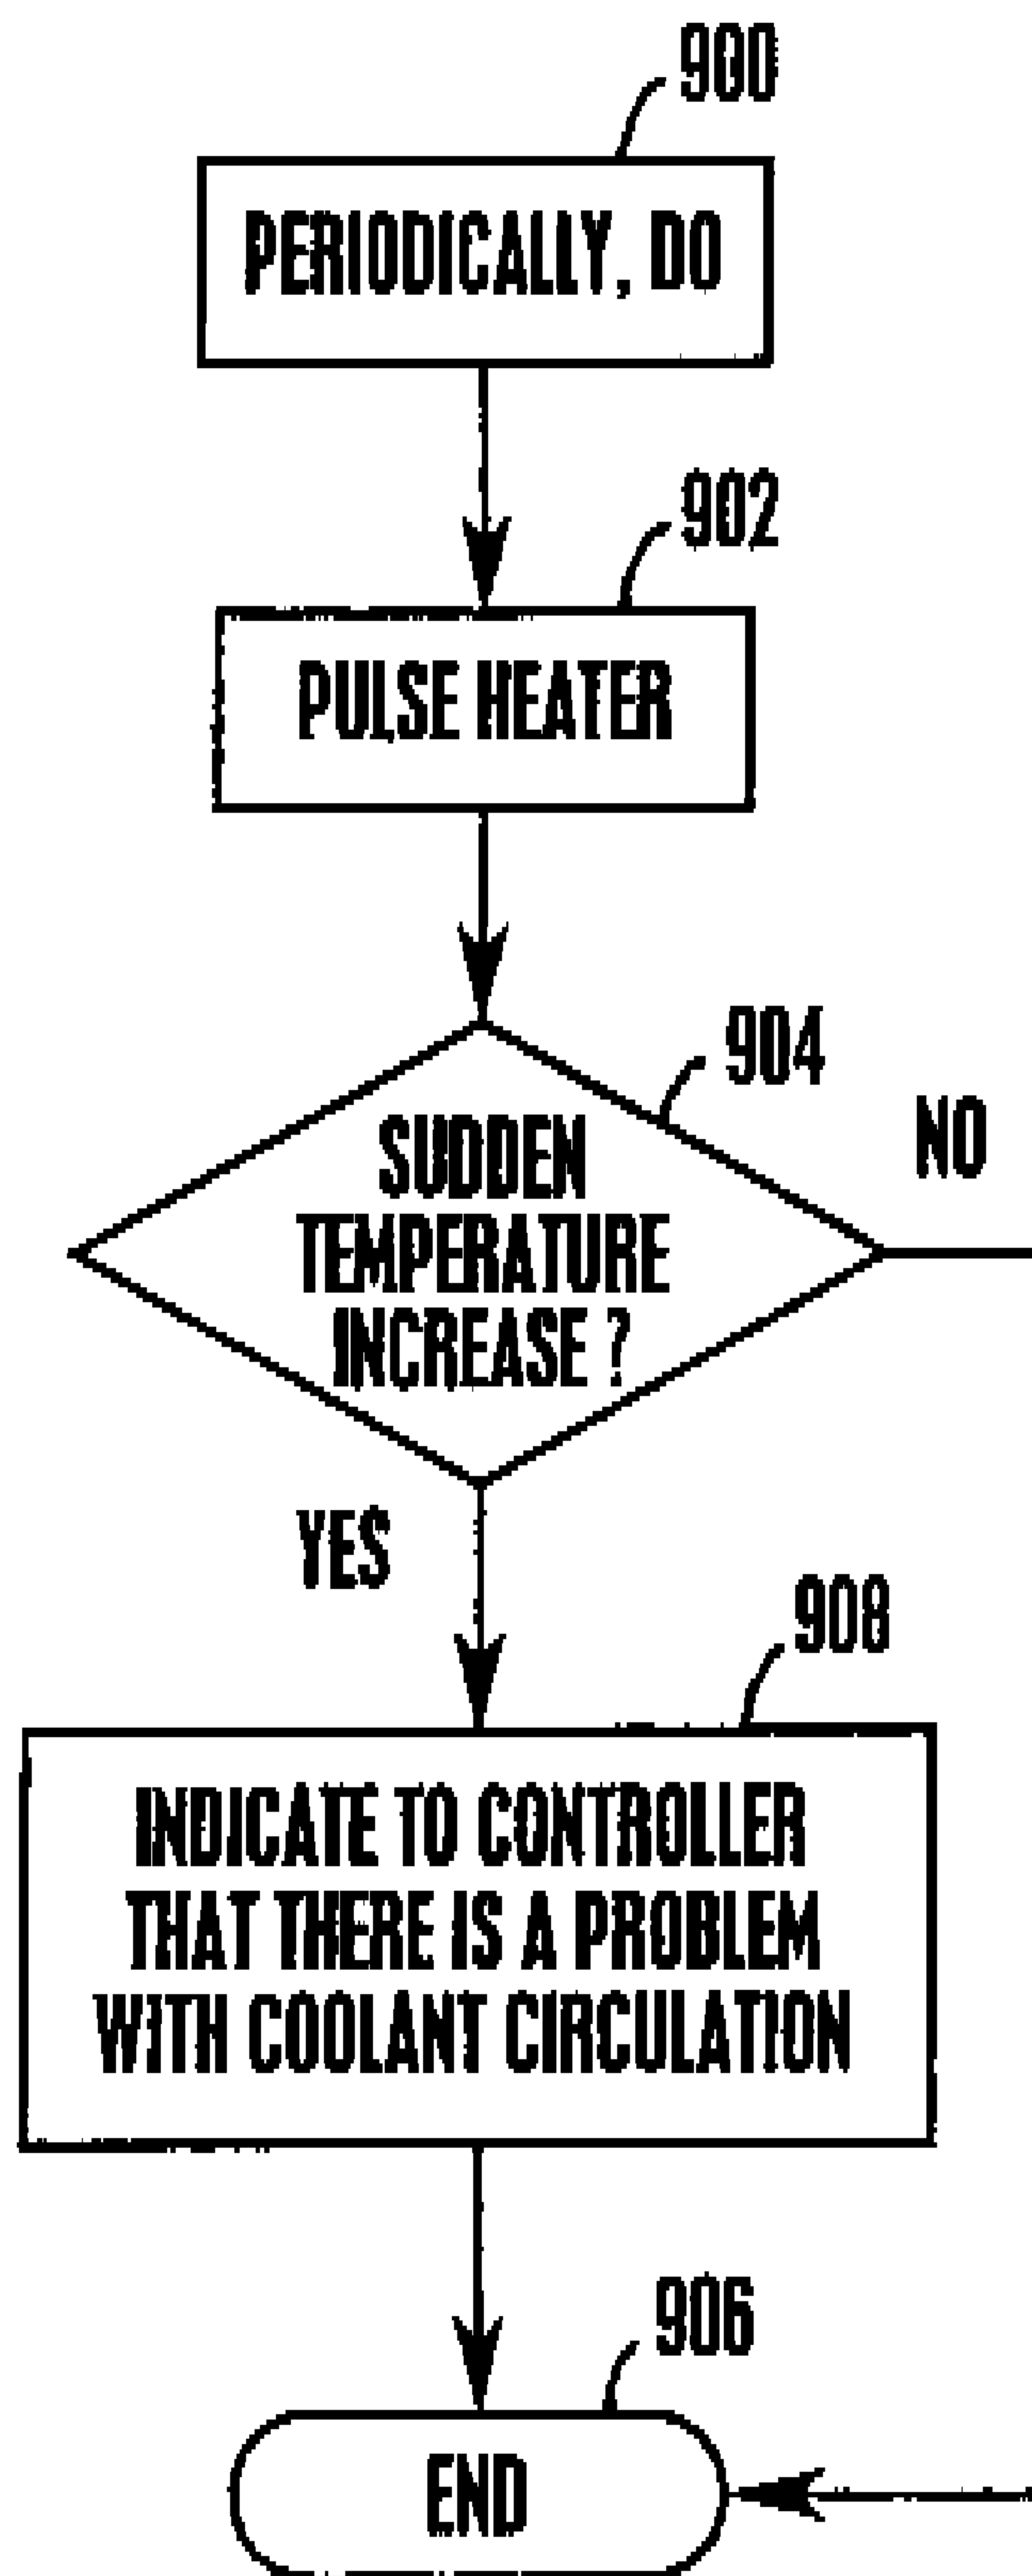 900
PERIODICALLY, DO
902
PULSE HEATER
904
NO
SUDDEN
TEMPERATURE
INCREASE ?
YES
908
INDICATE TO CONTROLLER
THAT THERE IS A PROBLEM
WITH COOLANT CIRCULATION
906
END